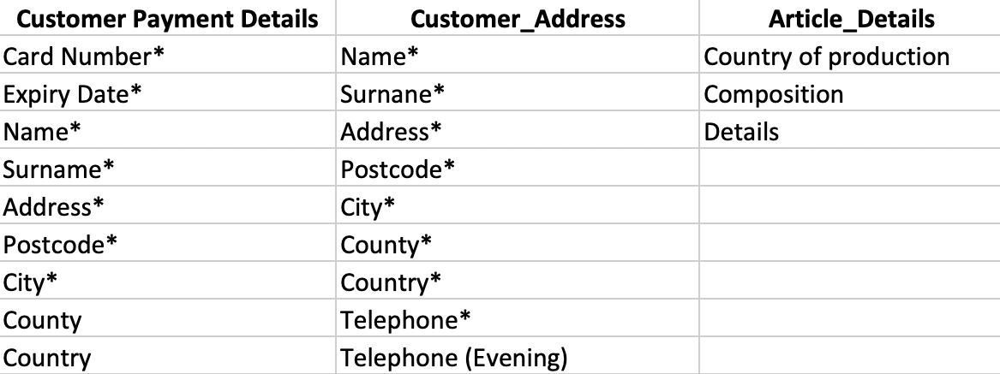 Customer Payment Details Customer_Address Article_Details
Card Number* Name* Country of production
Expiry Date* Surnane* Composition
Name* Address* Details
Surname* Postcode*
Address* City*
Postcode* County*
City* Country*
County Telephone*
Country Telephone (Evening)